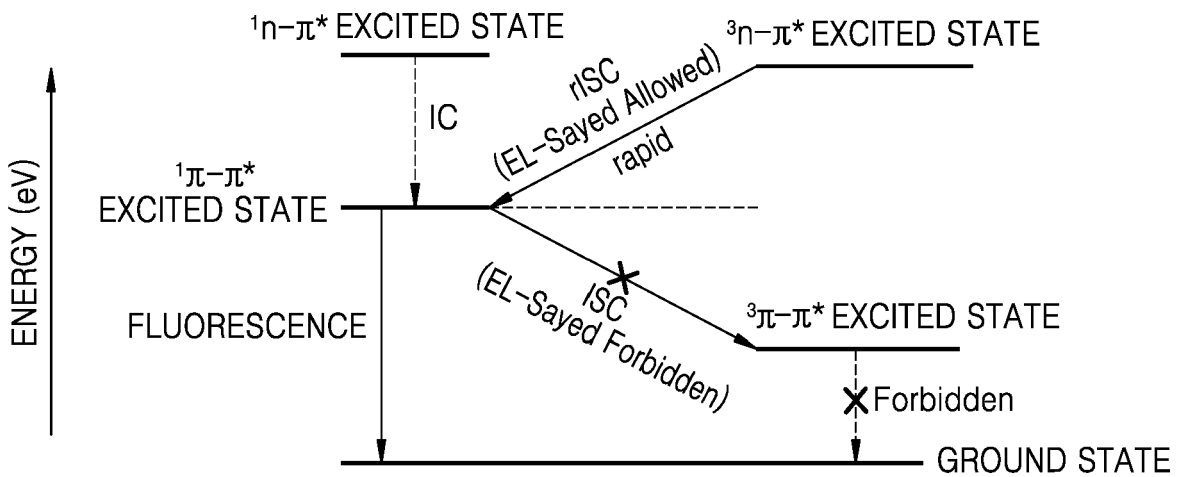 ¹n−π* EXCITED STATE
³n−π* EXCITED STATE
rISC
(EL−Sayed Allowed)
rapid
IC
¹π−π*
EXCITED STATE
ENERGY (eV)
ISC
(EL−Sayed Forbidden)
FLUORESCENCE
³π−π* EXCITED STATE
Forbidden
GROUND STATE